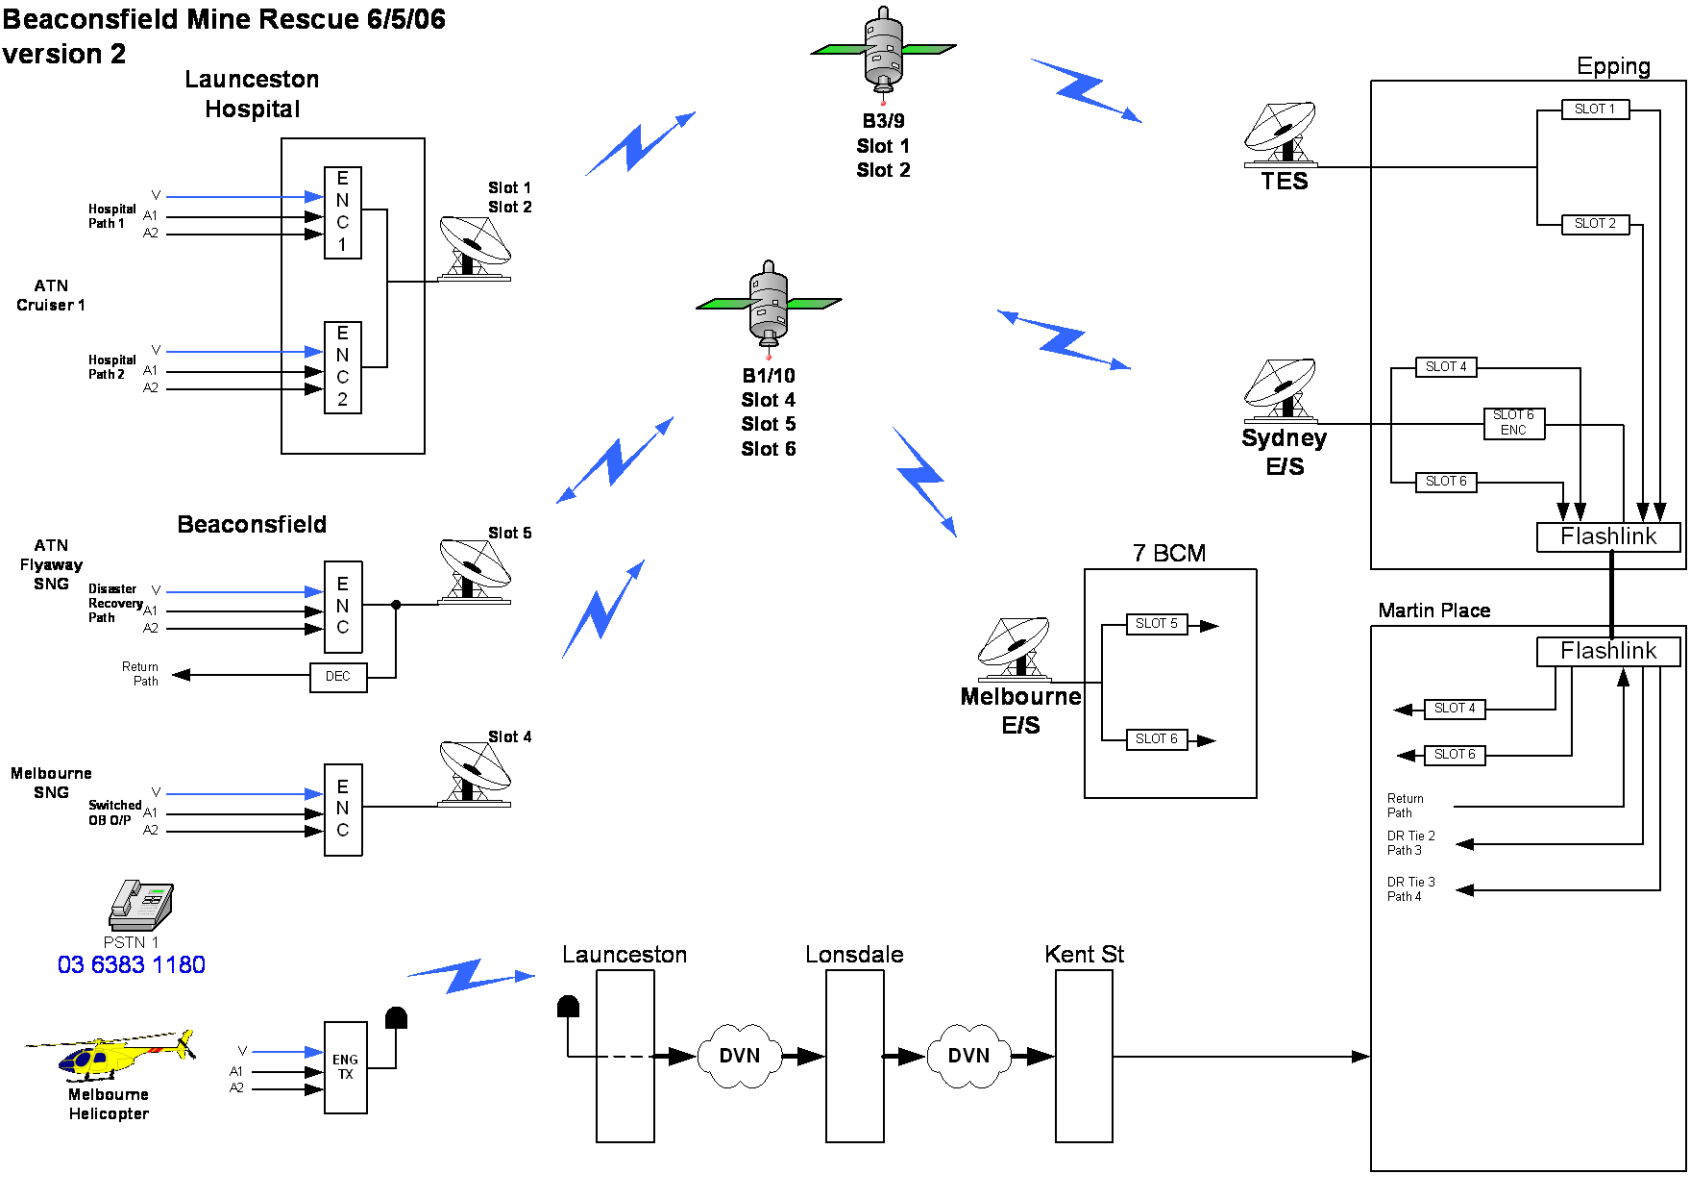 Beaconsfield Mine Rescue 6/5/06
version 2
Launceston
Hospital
E
N
C
1
V
A1
A2
Hospital
Path 1
Slot 1
Slot 2
ATN
Cruiser 1
E
N
C
2
V
A1
A2
Hospital
Path 2
B3/9
Slot 1
Slot 2
B1/10
Slot 4
Slot 5
Slot 6
TES
Epping
SLOT 1
SLOT 2
Sydney
E/S
SLOT 4
SLOT 6
ENC
SLOT 6
Flashlink
Beaconsfield
ATN
Flyaway
SNG
Disaster
Recovery
Path
V
A1
A2
E
N
C
Slot 5
Return
Path
DEC
Melbourne
SNG
Switched
OB O/P
V
A1
A2
E
N
C
Slot 4
7 BCM
SLOT 5
SLOT 6
Melbourne
E/S
Martin Place
Flashlink
SLOT 4
SLOT 6
Return
Path
DR Tie 2
Path 3
DR Tie 3
Path 4
PSTN 1
03 6383 1180
Melbourne
Helicopter
V
A1
A2
ENG
TX
Launceston
DVN
Lonsdale
DVN
Kent St